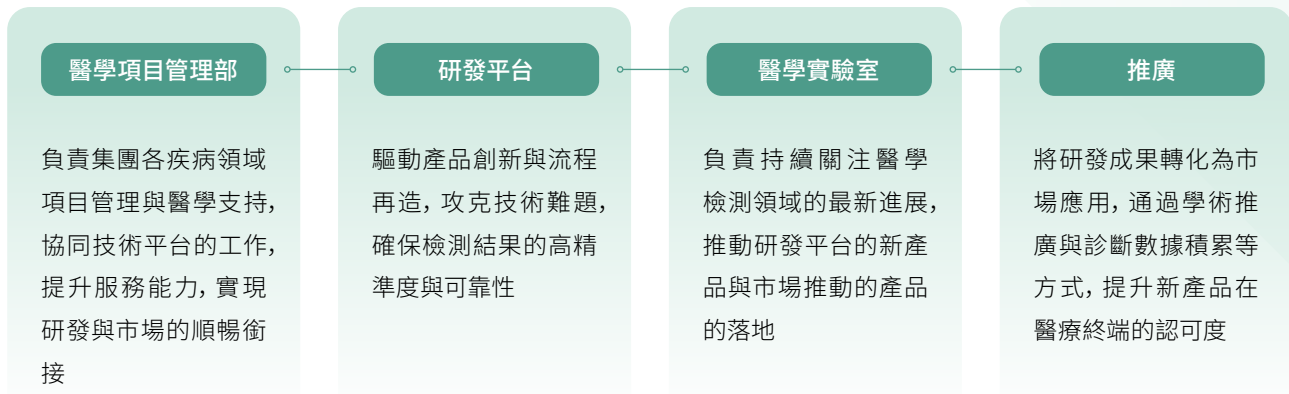 醫學項目管理部
負責集團各疾病領域
項目管理與醫學支持，
協同技術平台的工作，
提升服務能力，實現
研發與市場的順暢銜
接
研發平台
驅動產品創新與流程
再造，攻克技術難題，
確保檢測結果的高精
準度與可靠性
醫學實驗室
負責持續關注醫學
檢測領域的最新進展，
推動研發平台的新產
品與市場推動的產品
的落地
推廣
將研發成果轉化為市
場應用，通過學術推
廣與診斷數據積累等
方式，提升新產品在
醫療終端的認可度